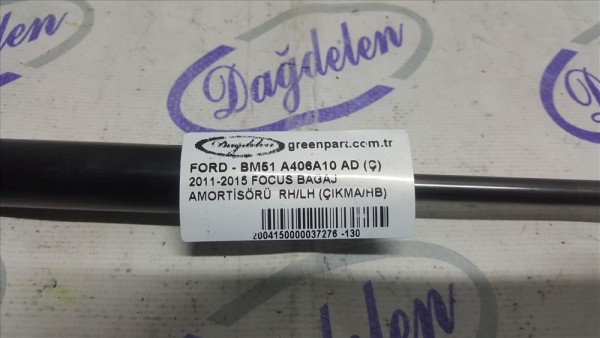 Dağdelen
Dağdelen greenpart.com.tr
FORD - BM51 A406A10 AD (Ç)
2011-2015 FOCUS BAGAJ
AMORTİSÖRÜ RH/LH (ÇIKMA/HB)
2004150000037276 -130
Dağdelen